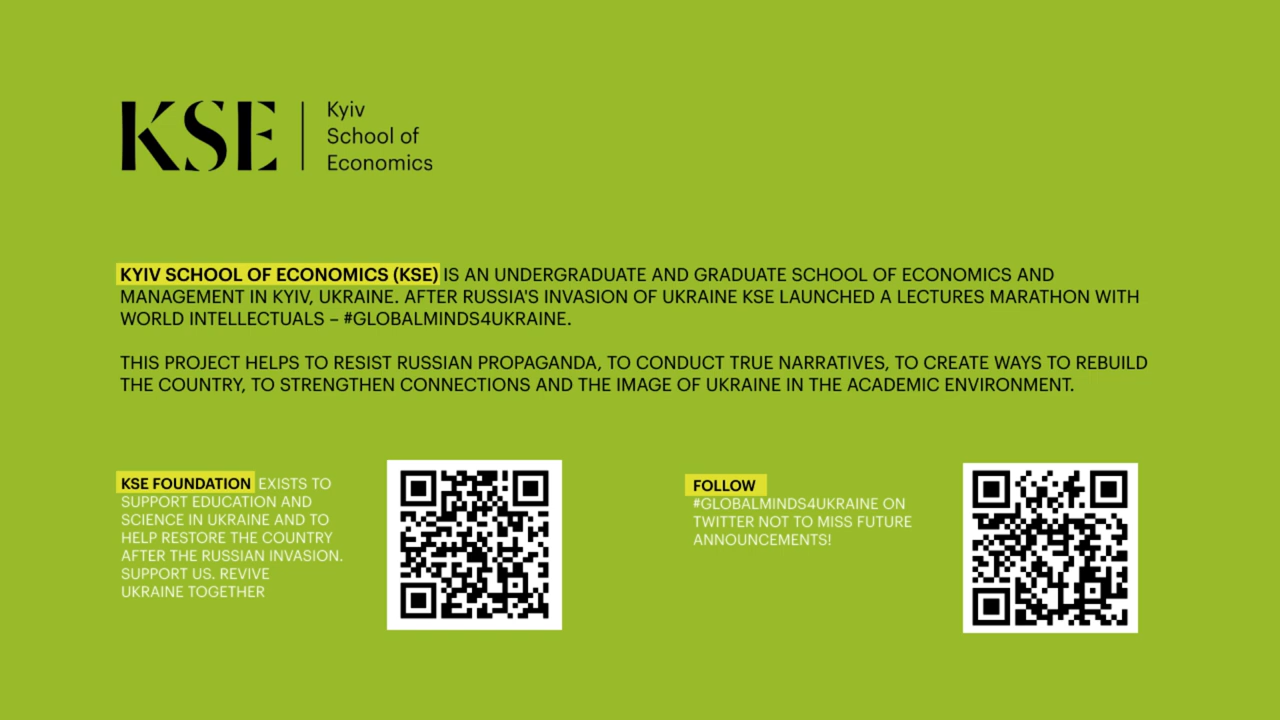 KSE
Kyiv
School of
Economics
KYIV SCHOOL OF ECONOMICS (KSE) IS AN UNDERGRADUATE AND GRADUATE SCHOOL OF ECONOMICS AND
MANAGEMENT IN KYIV, UKRAINE. AFTER RUSSIA'S INVASION OF UKRAINE KSE LAUNCHED A LECTURES MARATHON WITH
WORLD INTELLECTUALS – #GLOBALMINDS4UKRAINE.
THIS PROJECT HELPS TO RESIST RUSSIAN PROPAGANDA, TO CONDUCT TRUE NARRATIVES, TO CREATE WAYS TO REBUILD
THE COUNTRY, TO STRENGTHEN CONNECTIONS AND THE IMAGE OF UKRAINE IN THE ACADEMIC ENVIRONMENT.
KSE FOUNDATION EXISTS TO
SUPPORT EDUCATION AND
SCIENCE IN UKRAINE AND TO
HELP RESTORE THE COUNTRY
AFTER THE RUSSIAN INVASION.
SUPPORT US. REVIVE
UKRAINE TOGETHER
FOLLOW
#GLOBALMINDS4UKRAINE ON
TWITTER NOT TO MISS FUTURE
ANNOUNCEMENTS!